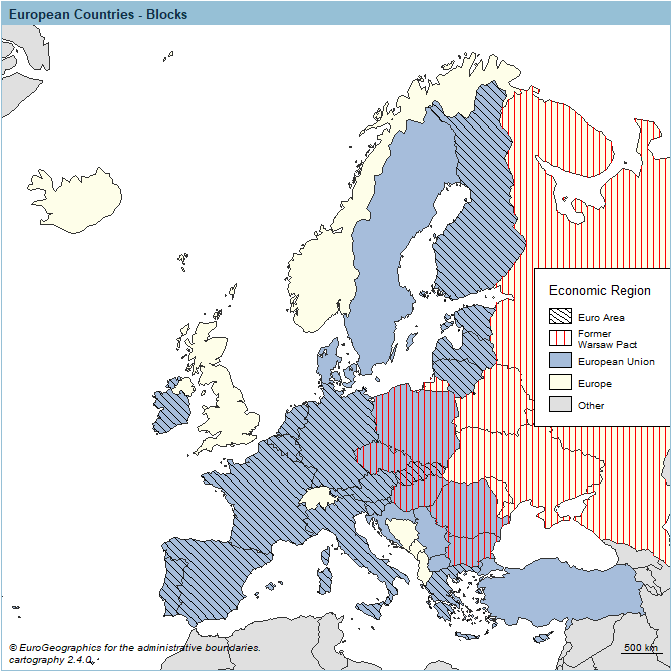 European Countries - Blocks
Economic Region
Euro Area
Former
Warsaw Pact
European Union
Europe
Other
© EuroGeographics for the administrative boundaries.
cartography 2.4.0
500 km